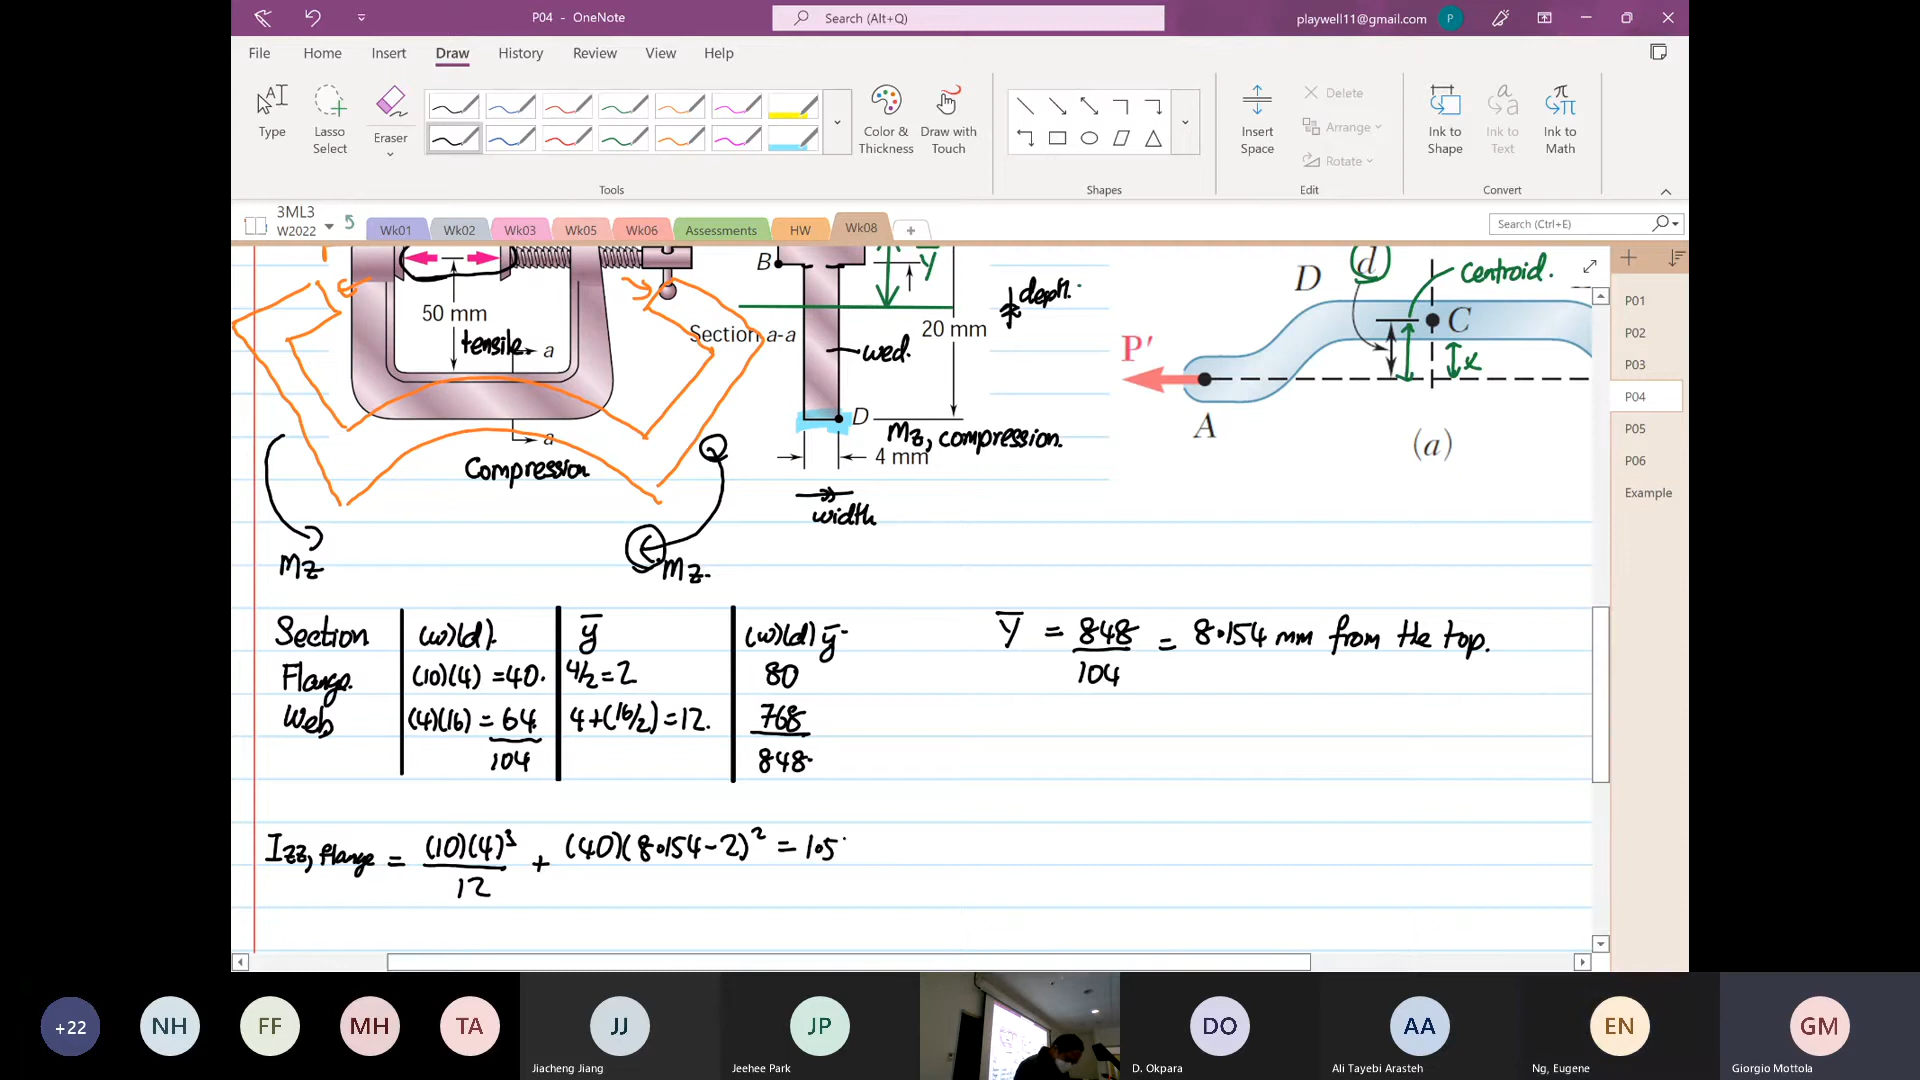 P04 - OneNote
Search (Alt+Q)
playwell11@gmail.com
P
File Home Insert Draw History Review View Help
Type
Lasso Select
Eraser
Color & Thickness
Draw with Touch
Insert Space
Delete
Arrange
Rotate
Ink to Shape
Ink to Text
Ink to Math
Tools
Shapes
Edit
Convert
3ML3
W2022
Wk01 Wk02 Wk03 Wk05 Wk06 Assessments HW Wk08
Search (Ctrl+E)
P01
P02
P03
P04
P05
P06
Example
50 mm
tensile.
a
a
Compression
Mz
Mz.
B
Y
depth.
Section a-a
20 mm
wed.
D
Mz, compression.
4 mm
width
D
d
centroid.
C
P'
x
A
(a)
Section (w)(d). y̅ (w)(d) y̅
Flange. (10)(4) = 40. 4/2 = 2 80
Web (4)(16) = 64 4+(16/2) = 12. 768
104 848
Y̅ = 848/104 = 8.154 mm from the top.
Izz, flange = (10)(4)³/12 + (40)(8.154-2)² = 1.5
+22
NH
FF
MH
TA
JJ
Jiacheng Jiang
JP
Jeehee Park
DO
D. Okpara
AA
Ali Tayebi Arasteh
EN
Ng, Eugene
GM
Giorgio Mottola